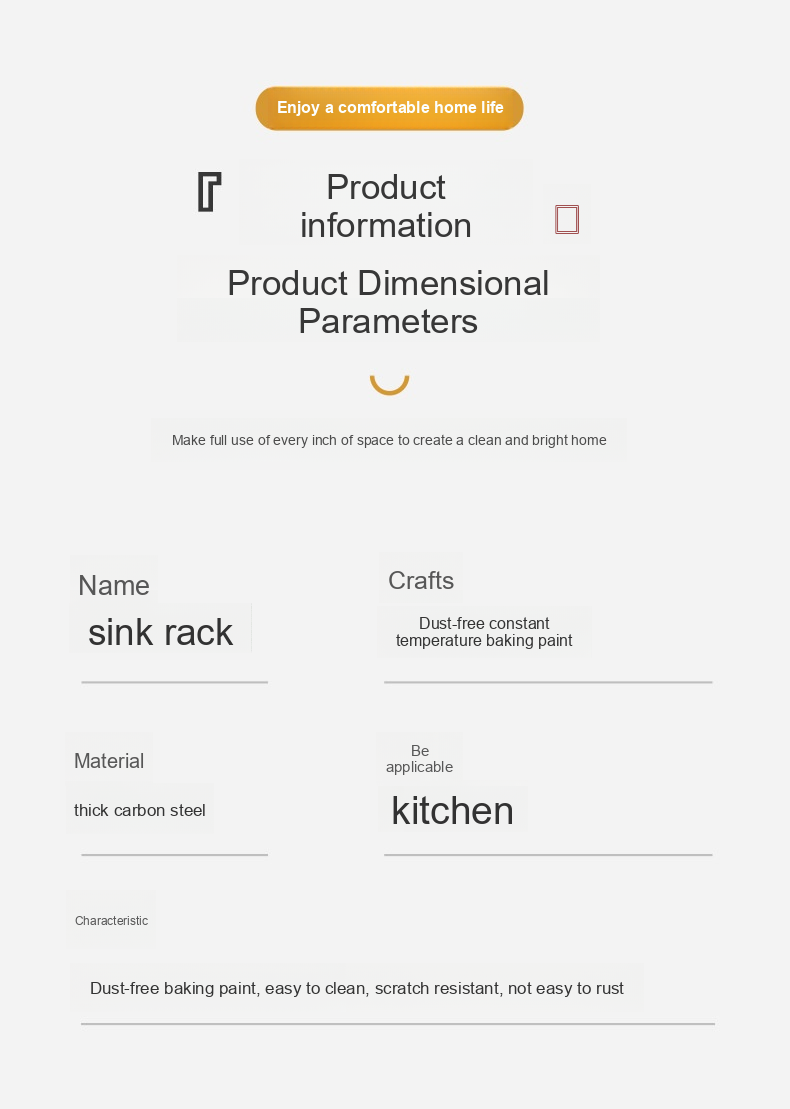 Enjoy a comfortable home life
『
Product
information
Product Dimensional
Parameters
Make full use of every inch of space to create a clean and bright home
Name
sink rack
Crafts
Dust-free constant
temperature baking paint
Material
thick carbon steel
Be
applicable
kitchen
Characteristic
Dust-free baking paint, easy to clean, scratch resistant, not easy to rust